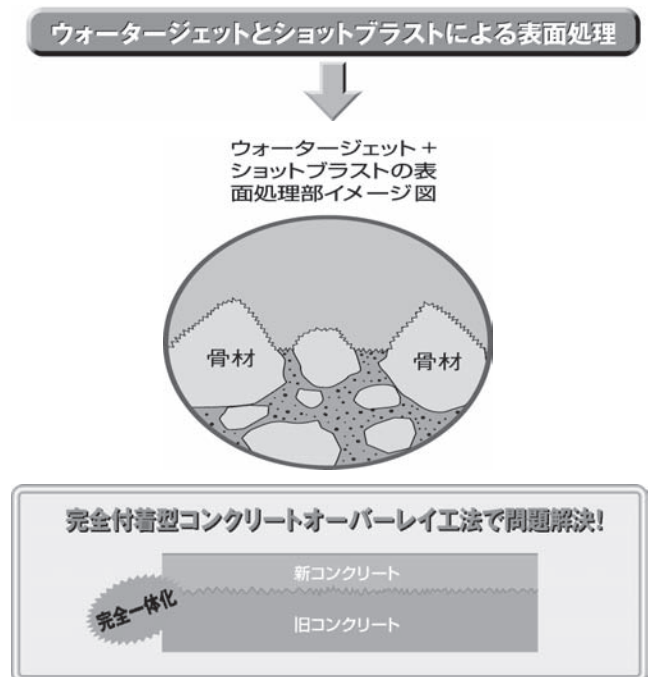 ウォータージェットとショットブラストによる表面処理
ウォータージェット＋
ショットブラストの表
面処理部イメージ図
骨材
骨材
完全付着型コンクリートオーバーレイ工法で問題解決!
新コンクリート
完全一体化
旧コンクリート